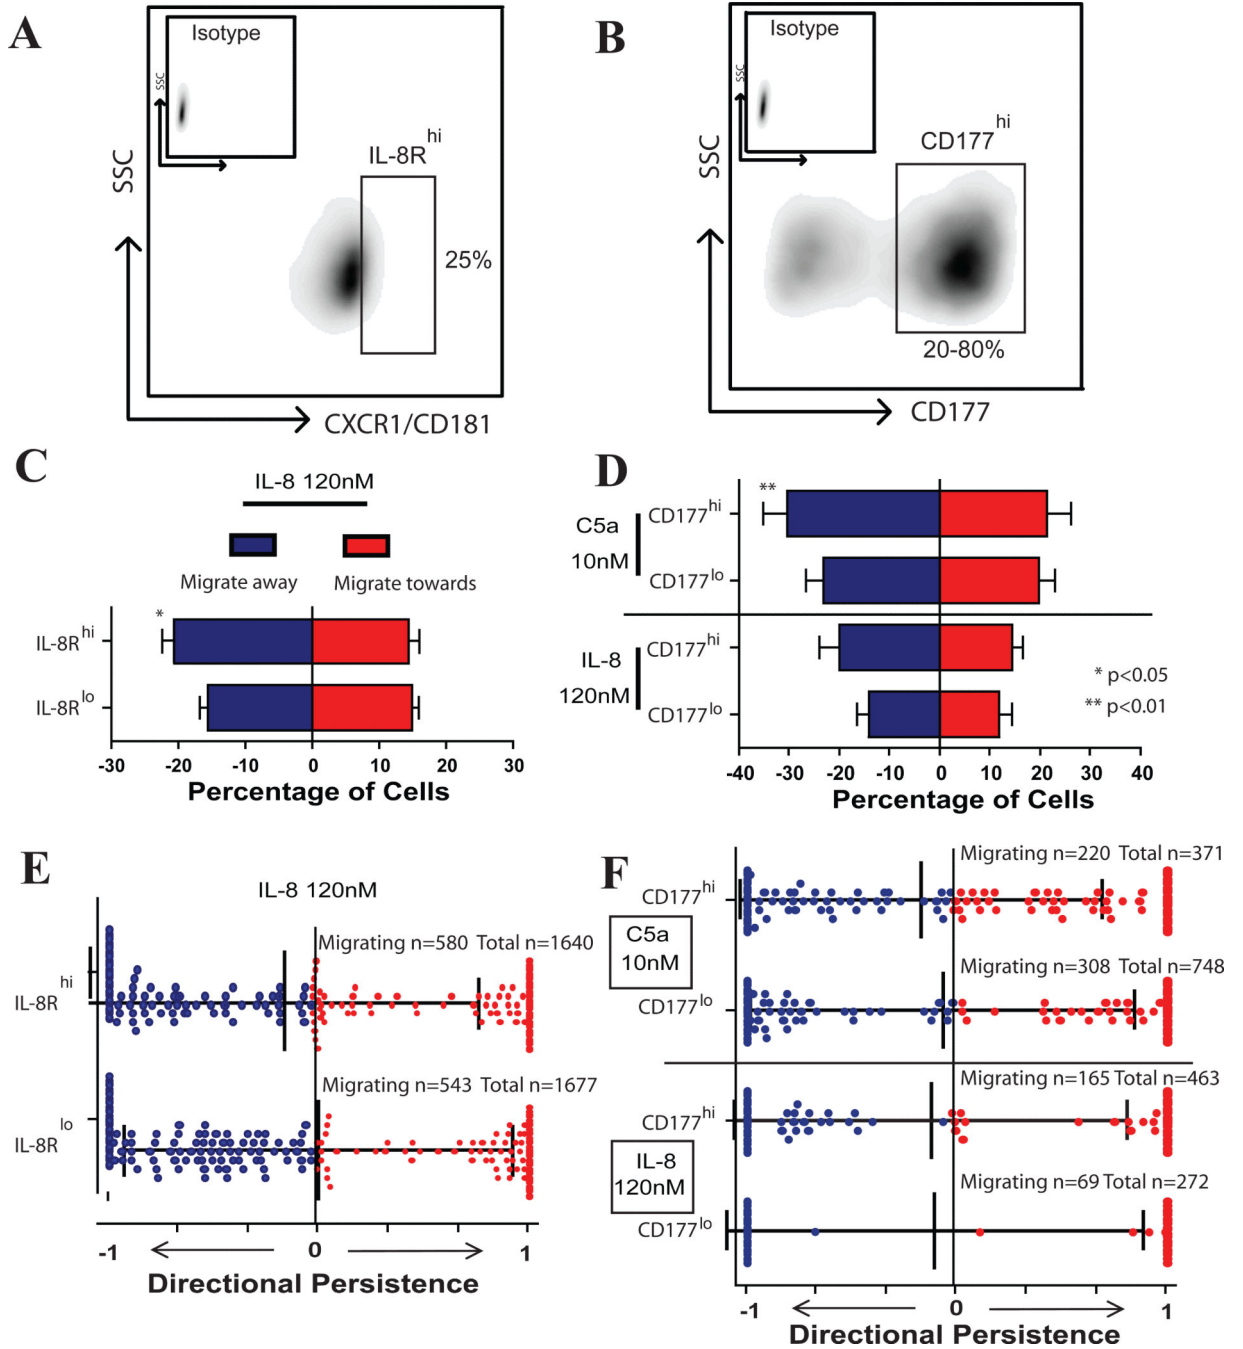 A
Isotype
SSC
IL-8R hi
SSC
25%
CXCR1/CD181
B
Isotype
SSC
CD177 hi
SSC
20-80%
CD177
C
IL-8 120nM
Migrate away
Migrate towards
*
IL-8R hi
IL-8R lo
-30 -20 -10 0 10 20 30
Percentage of Cells
D
**
CD177 hi
C5a
10nM
CD177 lo
CD177 hi
IL-8
120nM
CD177 lo
* p<0.05
** p<0.01
-40 -30 -20 -10 0 10 20 30 40
Percentage of Cells
E
IL-8 120nM
Migrating n=580 Total n=1640
IL-8R hi
Migrating n=543 Total n=1677
IL-8R lo
-1 0 1
Directional Persistence
F
Migrating n=220 Total n=371
CD177 hi
C5a
10nM
Migrating n=308 Total n=748
CD177 lo
Migrating n=165 Total n=463
CD177 hi
IL-8
120nM
Migrating n=69 Total n=272
CD177 lo
-1 0 1
Directional Persistence